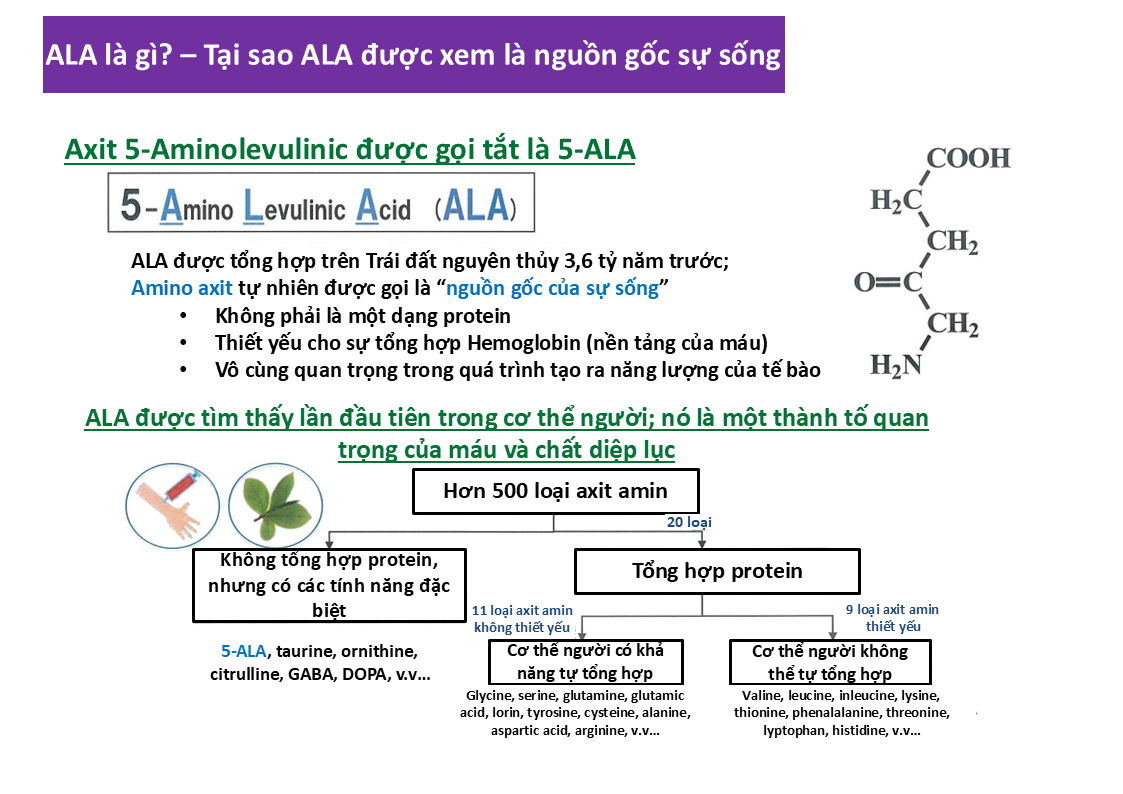 ALA là gì? – Tại sao ALA được xem là nguồn gốc sự sống
Axit 5-Aminolevulinic được gọi tắt là 5-ALA
5-Amino Levulinic Acid (ALA)
ALA được tổng hợp trên Trái đất nguyên thủy 3,6 tỷ năm trước;
Amino axit tự nhiên được gọi là “nguồn gốc của sự sống”
• Không phải là một dạng protein
• Thiết yếu cho sự tổng hợp Hemoglobin (nền tảng của máu)
• Vô cùng quan trọng trong quá trình tạo ra năng lượng của tế bào
COOH
H₂C
CH₂
O=C
CH₂
H₂N
ALA được tìm thấy lần đầu tiên trong cơ thể người; nó là một thành tố quan
trọng của máu và chất diệp lục
Hơn 500 loại axit amin
20 loại
Không tổng hợp protein,
nhưng có các tính năng đặc
biệt
Tổng hợp protein
11 loại axit amin
không thiết yếu
9 loại axit amin
thiết yếu
5-ALA, taurine, ornithine,
citrulline, GABA, DOPA, v.v...
Cơ thể người có khả
năng tự tổng hợp
Cơ thể người không
thể tự tổng hợp
Glycine, serine, glutamine, glutamic
acid, lorin, tyrosine, cysteine, alanine,
aspartic acid, arginine, v.v...
Valine, leucine, inleucine, lysine,
thionine, phenalalanine, threonine,
lyptophan, histidine, v.v...